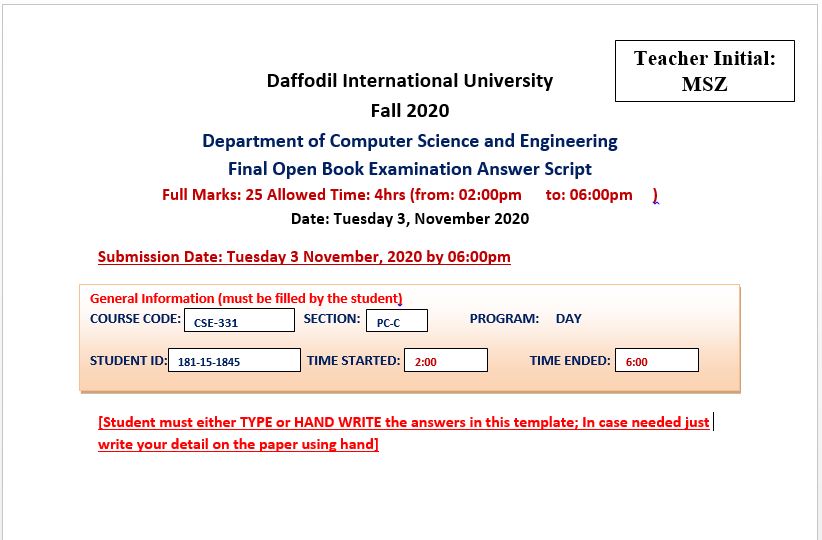 Teacher Initial:
MSZ
Daffodil International University
Fall 2020
Department of Computer Science and Engineering
Final Open Book Examination Answer Script
Full Marks: 25 Allowed Time: 4hrs (from: 02:00pm to: 06:00pm )
Date: Tuesday 3, November 2020
Submission Date: Tuesday 3 November, 2020 by 06:00pm
General Information (must be filled by the student)
COURSE CODE: CSE-331 SECTION: PC-C PROGRAM: DAY
STUDENT ID: 181-15-1845 TIME STARTED: 2:00 TIME ENDED: 6:00
[Student must either TYPE or HAND WRITE the answers in this template; In case needed just
write your detail on the paper using hand]